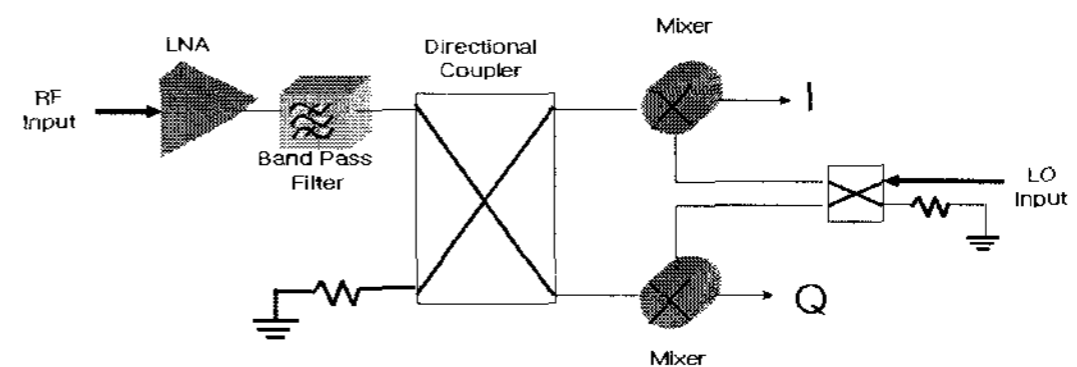 Mixer
LNA
Directional
Coupler
RF
Input
I
Band Pass
Filter
LO
Input
Q
Mixer